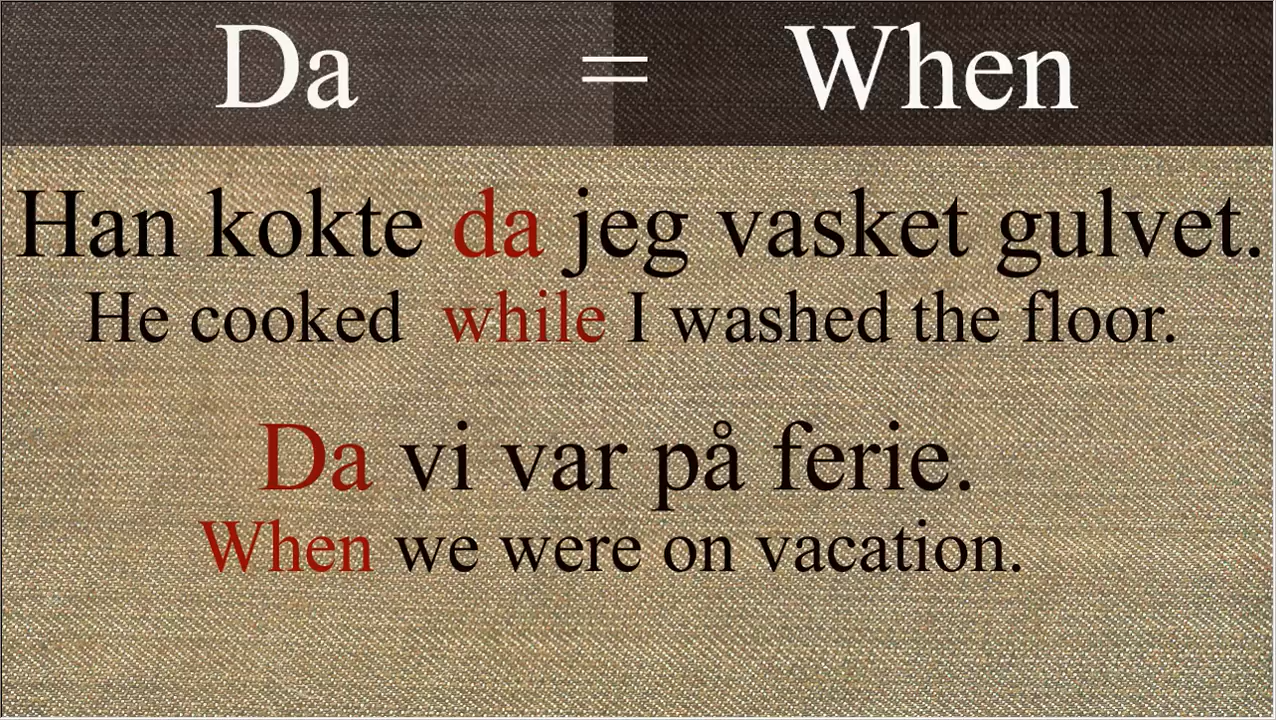 Da = When
Han kokte da jeg vasket gulvet.
He cooked while I washed the floor.
Da vi var på ferie.
When we were on vacation.